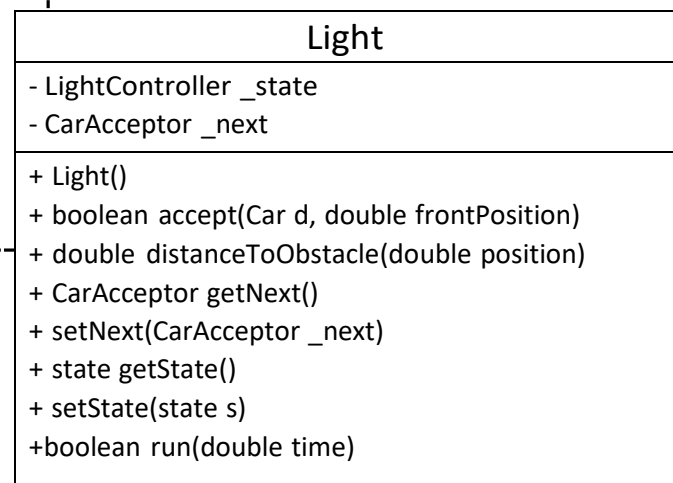 Light
- LightController _state
- CarAcceptor _next
+ Light()
+ boolean accept(Car d, double frontPosition)
+ double distanceToObstacle(double position)
+ CarAcceptor getNext()
+ setNext(CarAcceptor _next)
+ state getState()
+ setState(state s)
+boolean run(double time)